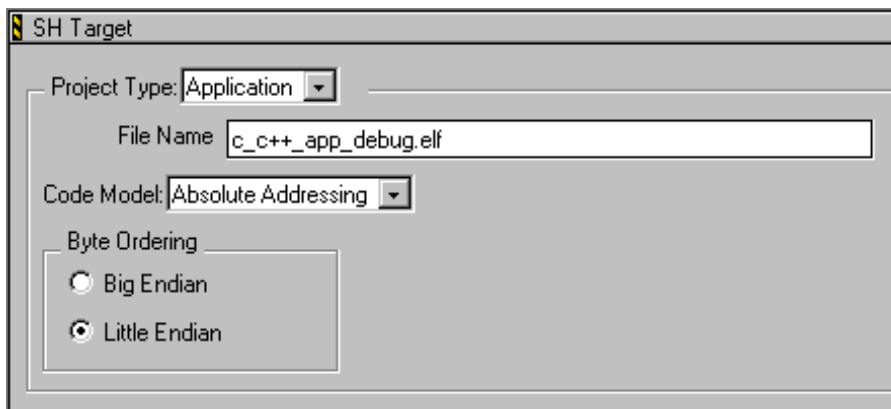 SH Target
Project Type: Application
File Name c_c++_app_debug.elf
Code Model: Absolute Addressing
Byte Ordering
Big Endian
Little Endian